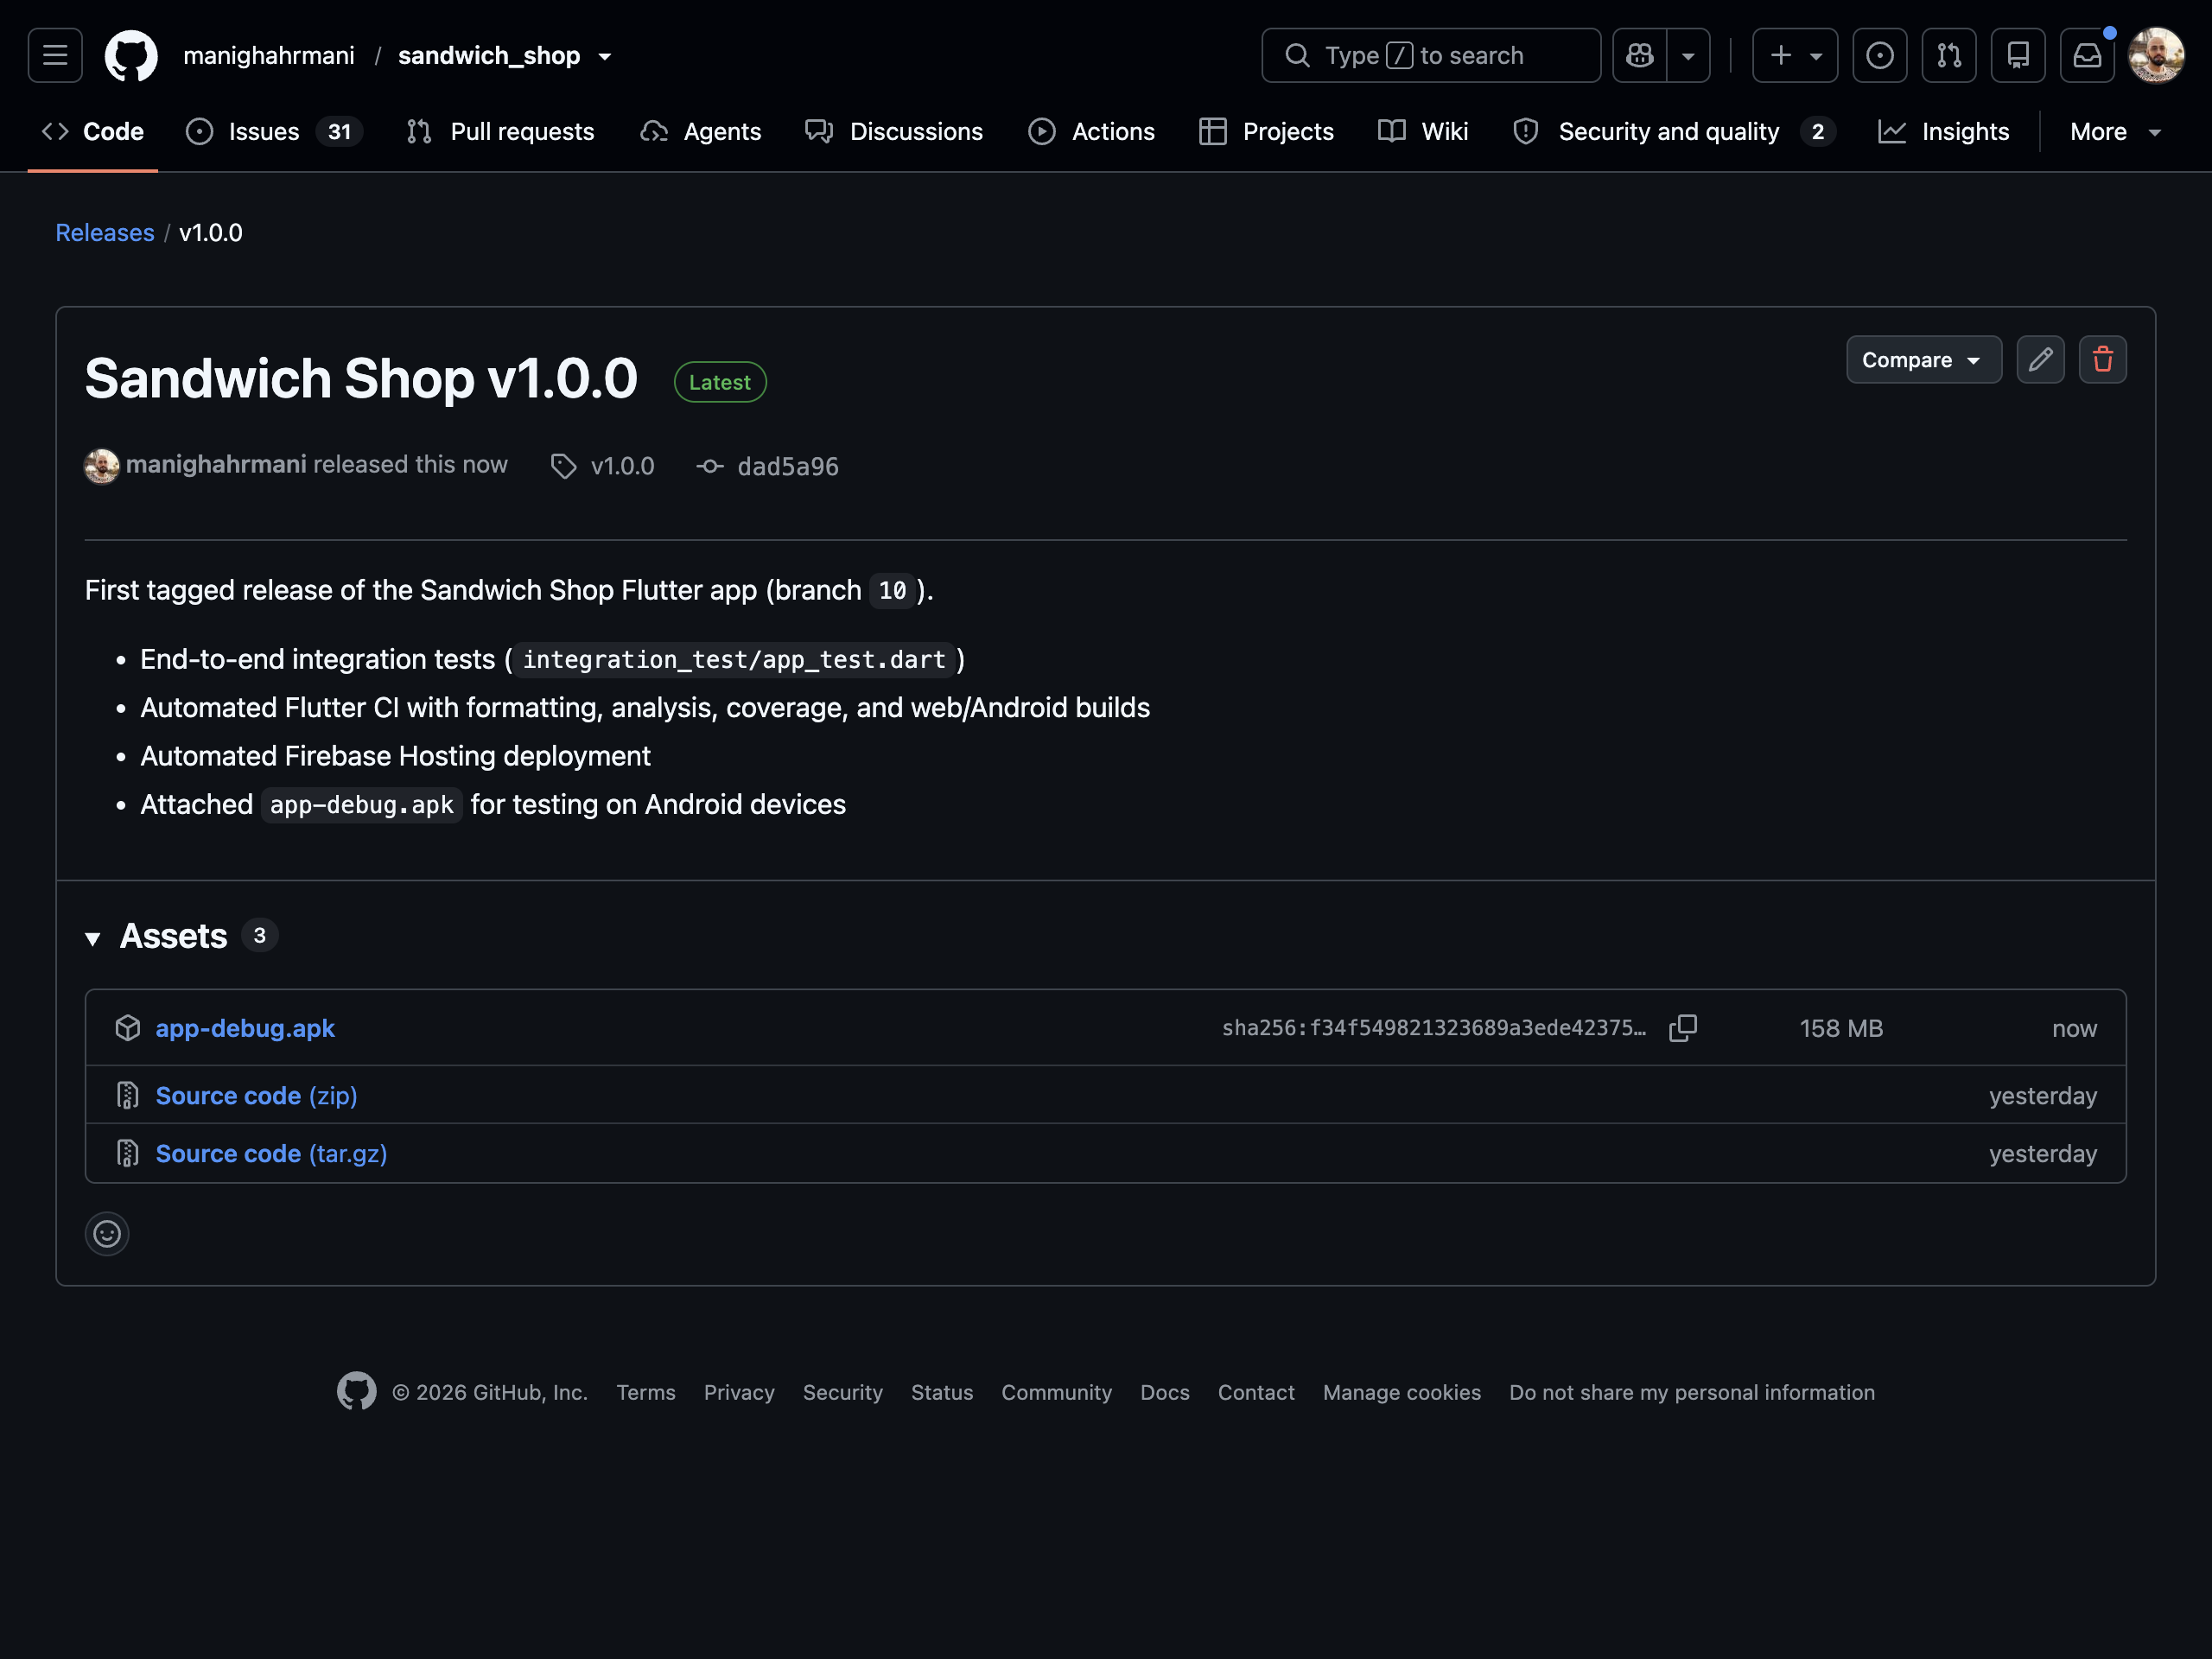 manighahrmani / sandwich_shop
Type / to search
Code
Issues 31
Pull requests
Agents
Discussions
Actions
Projects
Wiki
Security and quality 2
Insights
More
Releases / v1.0.0
Sandwich Shop v1.0.0 Latest
Compare
manighahrmani released this now v1.0.0 dad5a96
First tagged release of the Sandwich Shop Flutter app (branch 10).
• End-to-end integration tests (integration_test/app_test.dart)
• Automated Flutter CI with formatting, analysis, coverage, and web/Android builds
• Automated Firebase Hosting deployment
• Attached app-debug.apk for testing on Android devices
Assets 3
app-debug.apk sha256:f34f549821323689a3ede42375… 158 MB now
Source code (zip) yesterday
Source code (tar.gz) yesterday
© 2026 GitHub, Inc. Terms Privacy Security Status Community Docs Contact Manage cookies Do not share my personal information